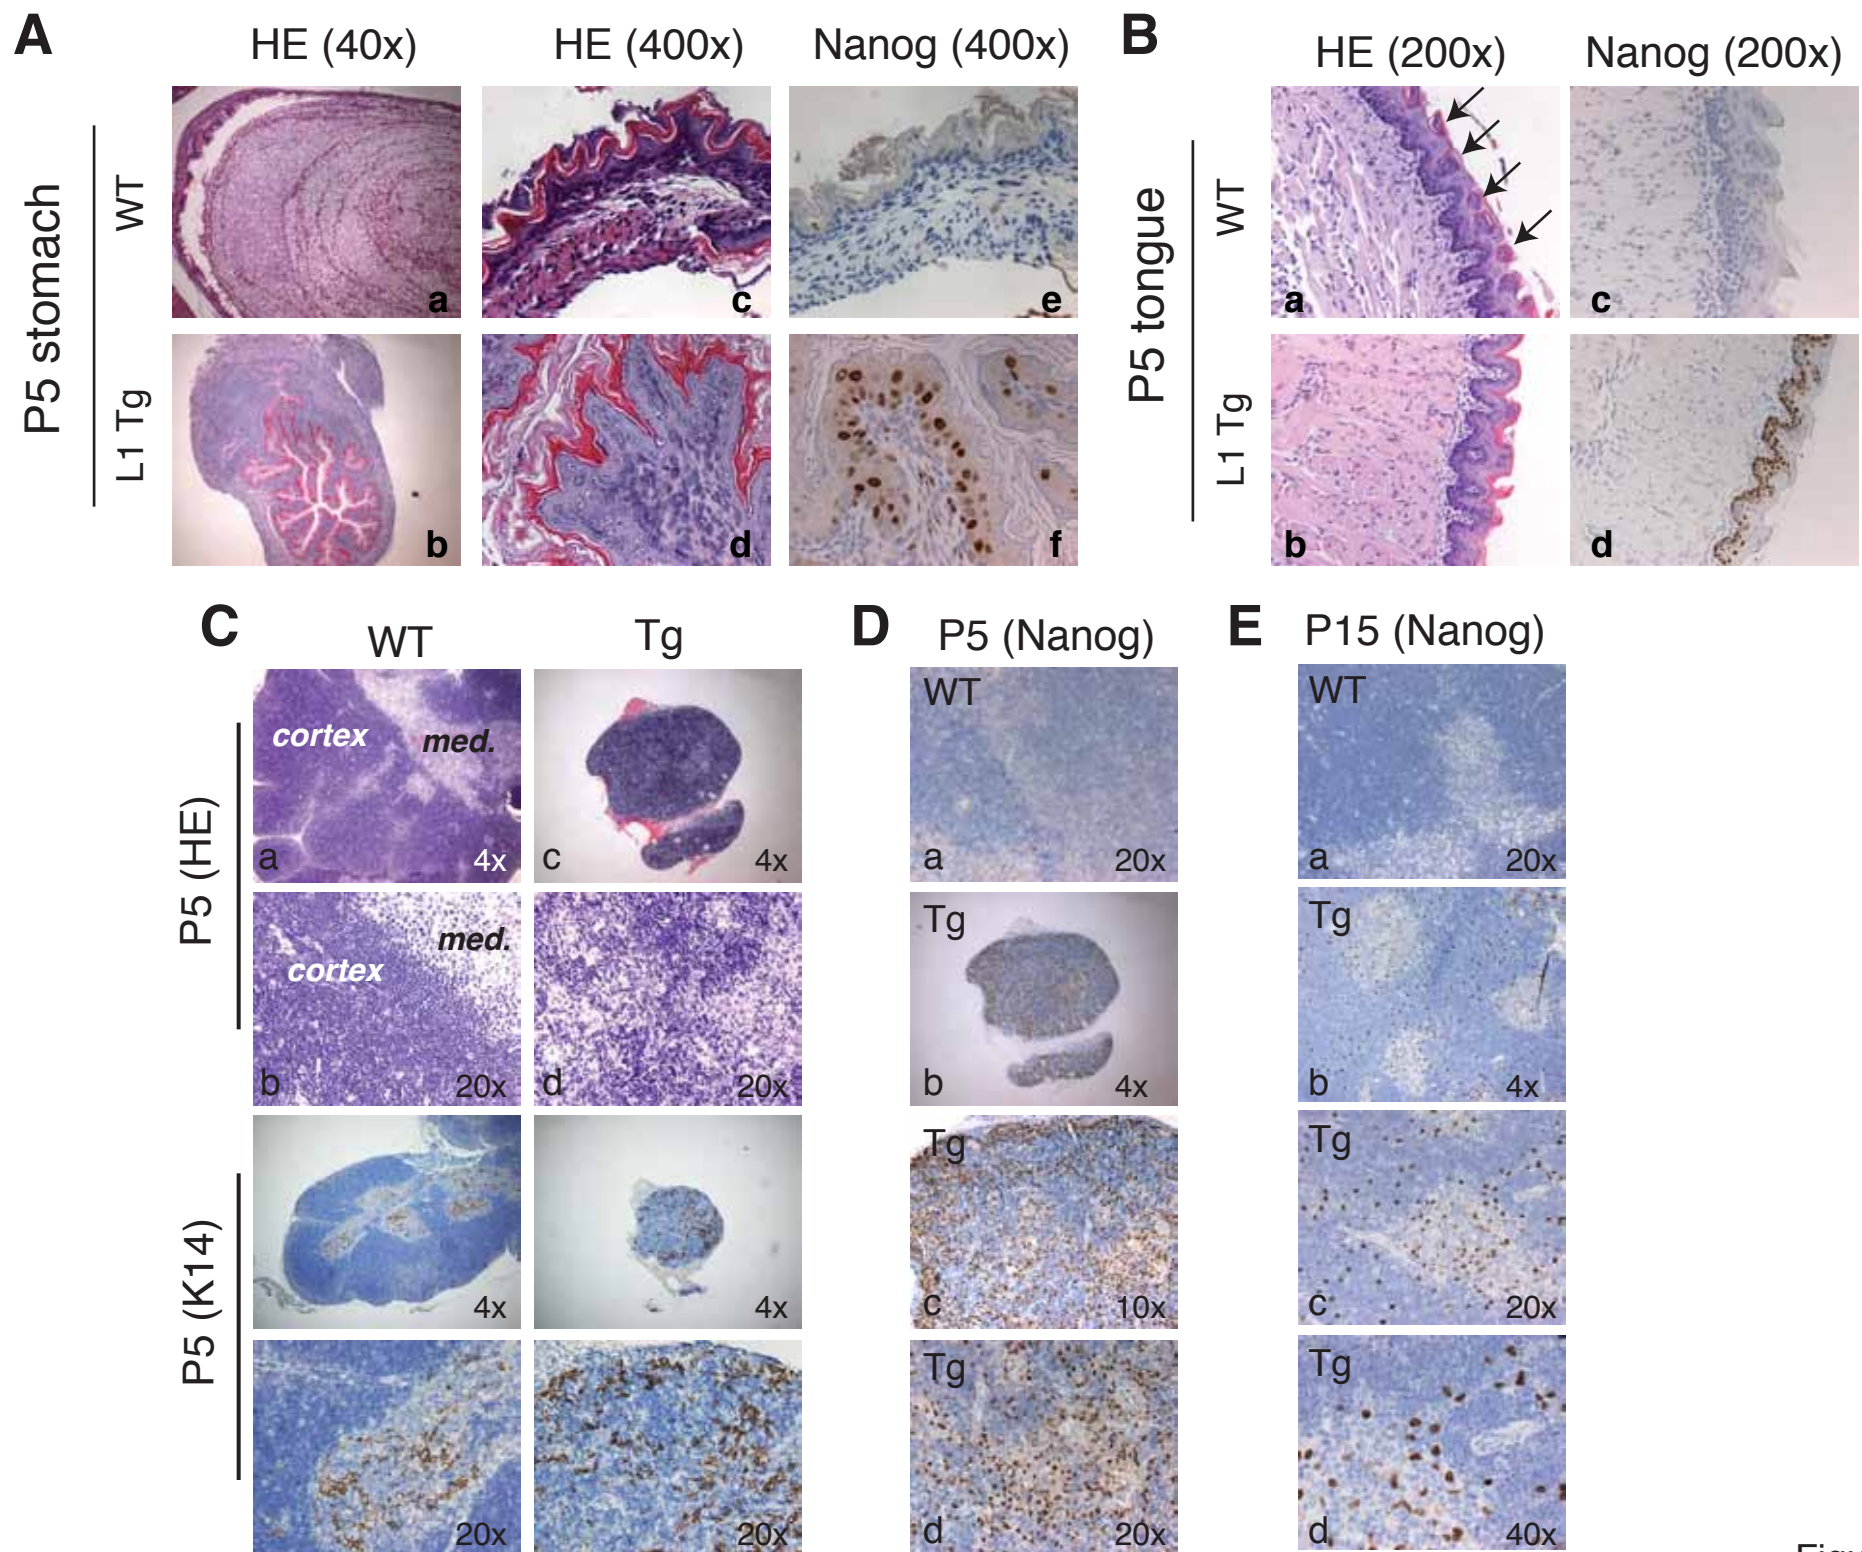 A
HE (40x)
HE (400x)
Nanog (400x)
P5 stomach
WT
L1 Tg
a
c
e
b
d
f
B
HE (200x)
Nanog (200x)
P5 tongue
WT
L1 Tg
a
c
b
d
C
WT
Tg
P5 (HE)
cortex
med.
a
4x
c
4x
med.
cortex
b
20x
d
20x
P5 (K14)
4x
4x
20x
20x
D
P5 (Nanog)
WT
a
20x
Tg
b
4x
Tg
c
10x
Tg
d
20x
E
P15 (Nanog)
WT
a
20x
Tg
b
4x
Tg
c
20x
Tg
d
40x